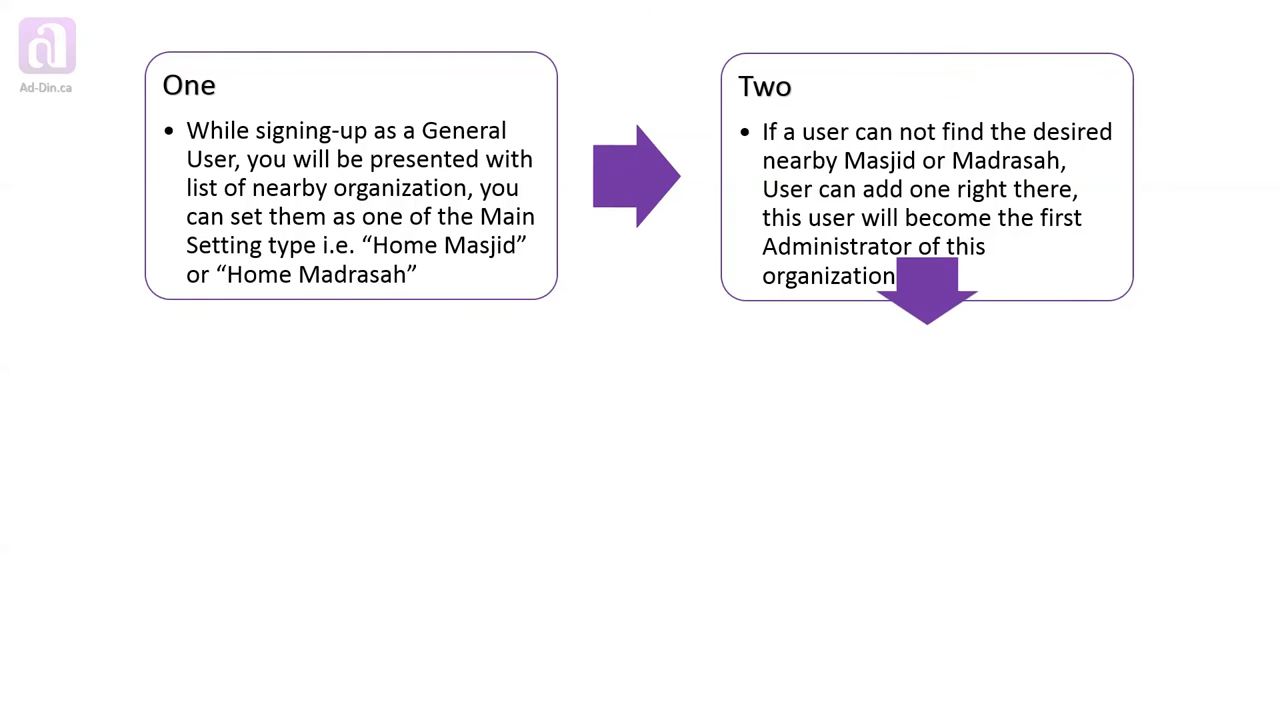 Ad-Din.ca
One
• While signing-up as a General
User, you will be presented with
list of nearby organization, you
can set them as one of the Main
Setting type i.e. “Home Masjid”
or “Home Madrasah”
Two
• If a user can not find the desired
nearby Masjid or Madrasah,
User can add one right there,
this user will become the first
Administrator of this
organization